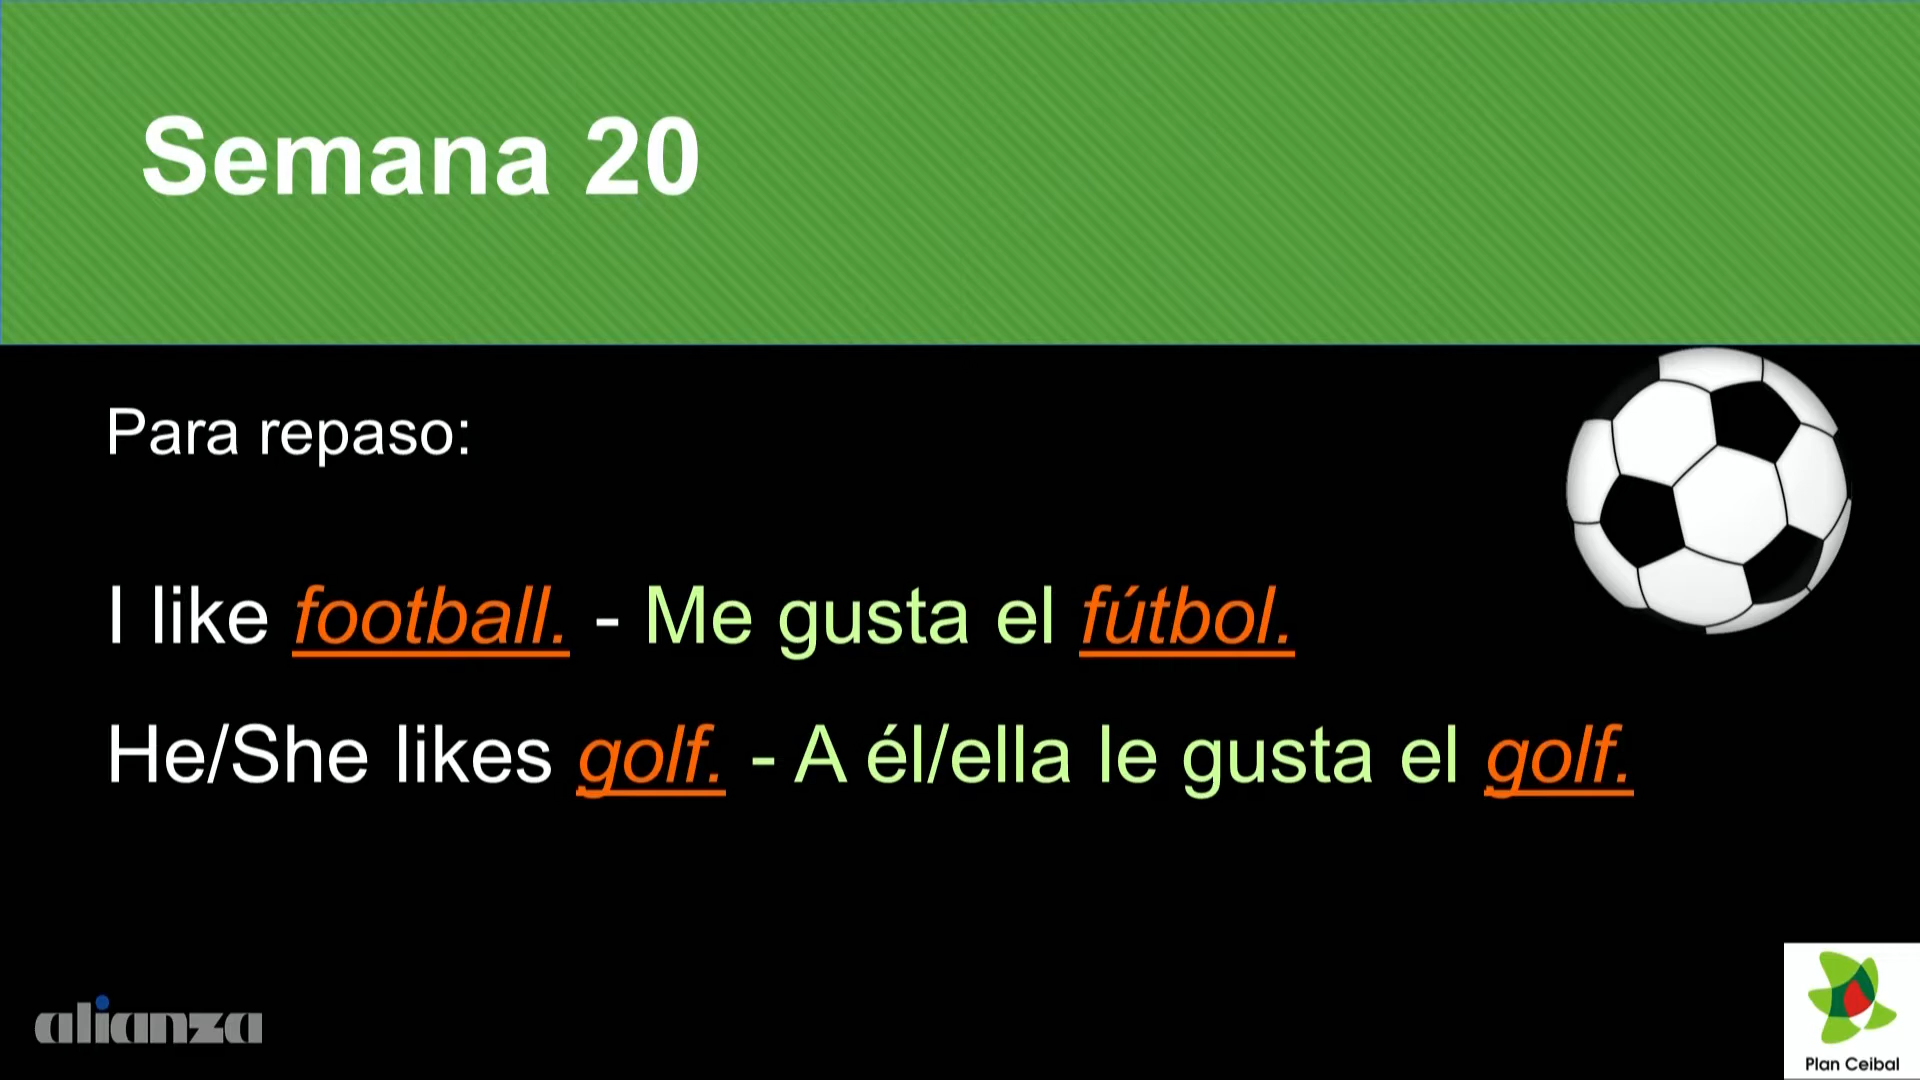 Semana 20
Para repaso:
I like football. - Me gusta el fútbol.
He/She likes golf. - A él/ella le gusta el golf.
alianza
Plan Ceibal